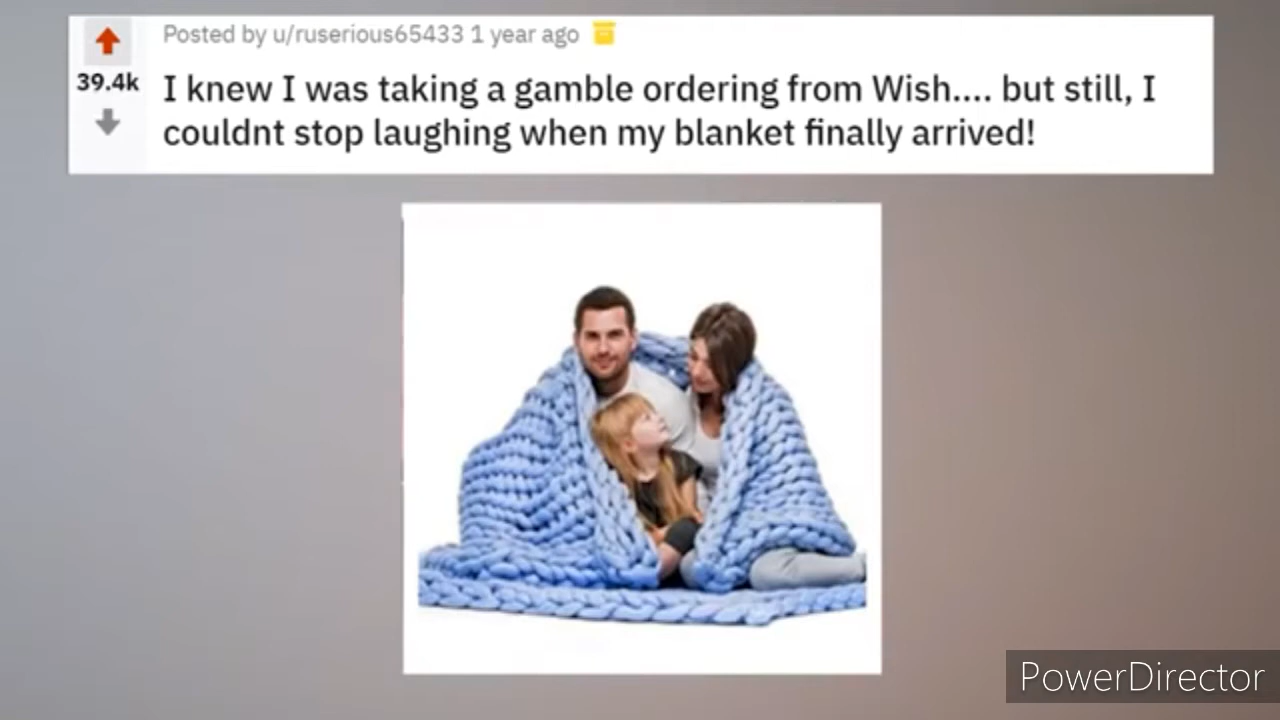 Posted by u/ruserious65433 1 year ago
39.4k
I knew I was taking a gamble ordering from Wish.... but still, I
couldnt stop laughing when my blanket finally arrived!
PowerDirector